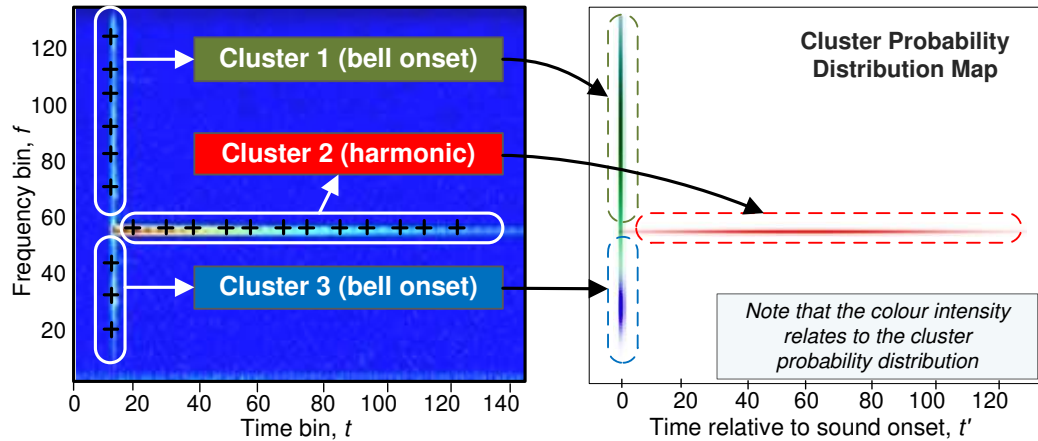 120
100
80
60
40
20
Frequency bin, f
0
20
40
60
80
100
120
140
Time bin, t
Cluster 1 (bell onset)
Cluster 2 (harmonic)
Cluster 3 (bell onset)
Cluster Probability
Distribution Map
Note that the colour intensity
relates to the cluster
probability distribution
0
20
40
60
80
100
120
Time relative to sound onset, t'